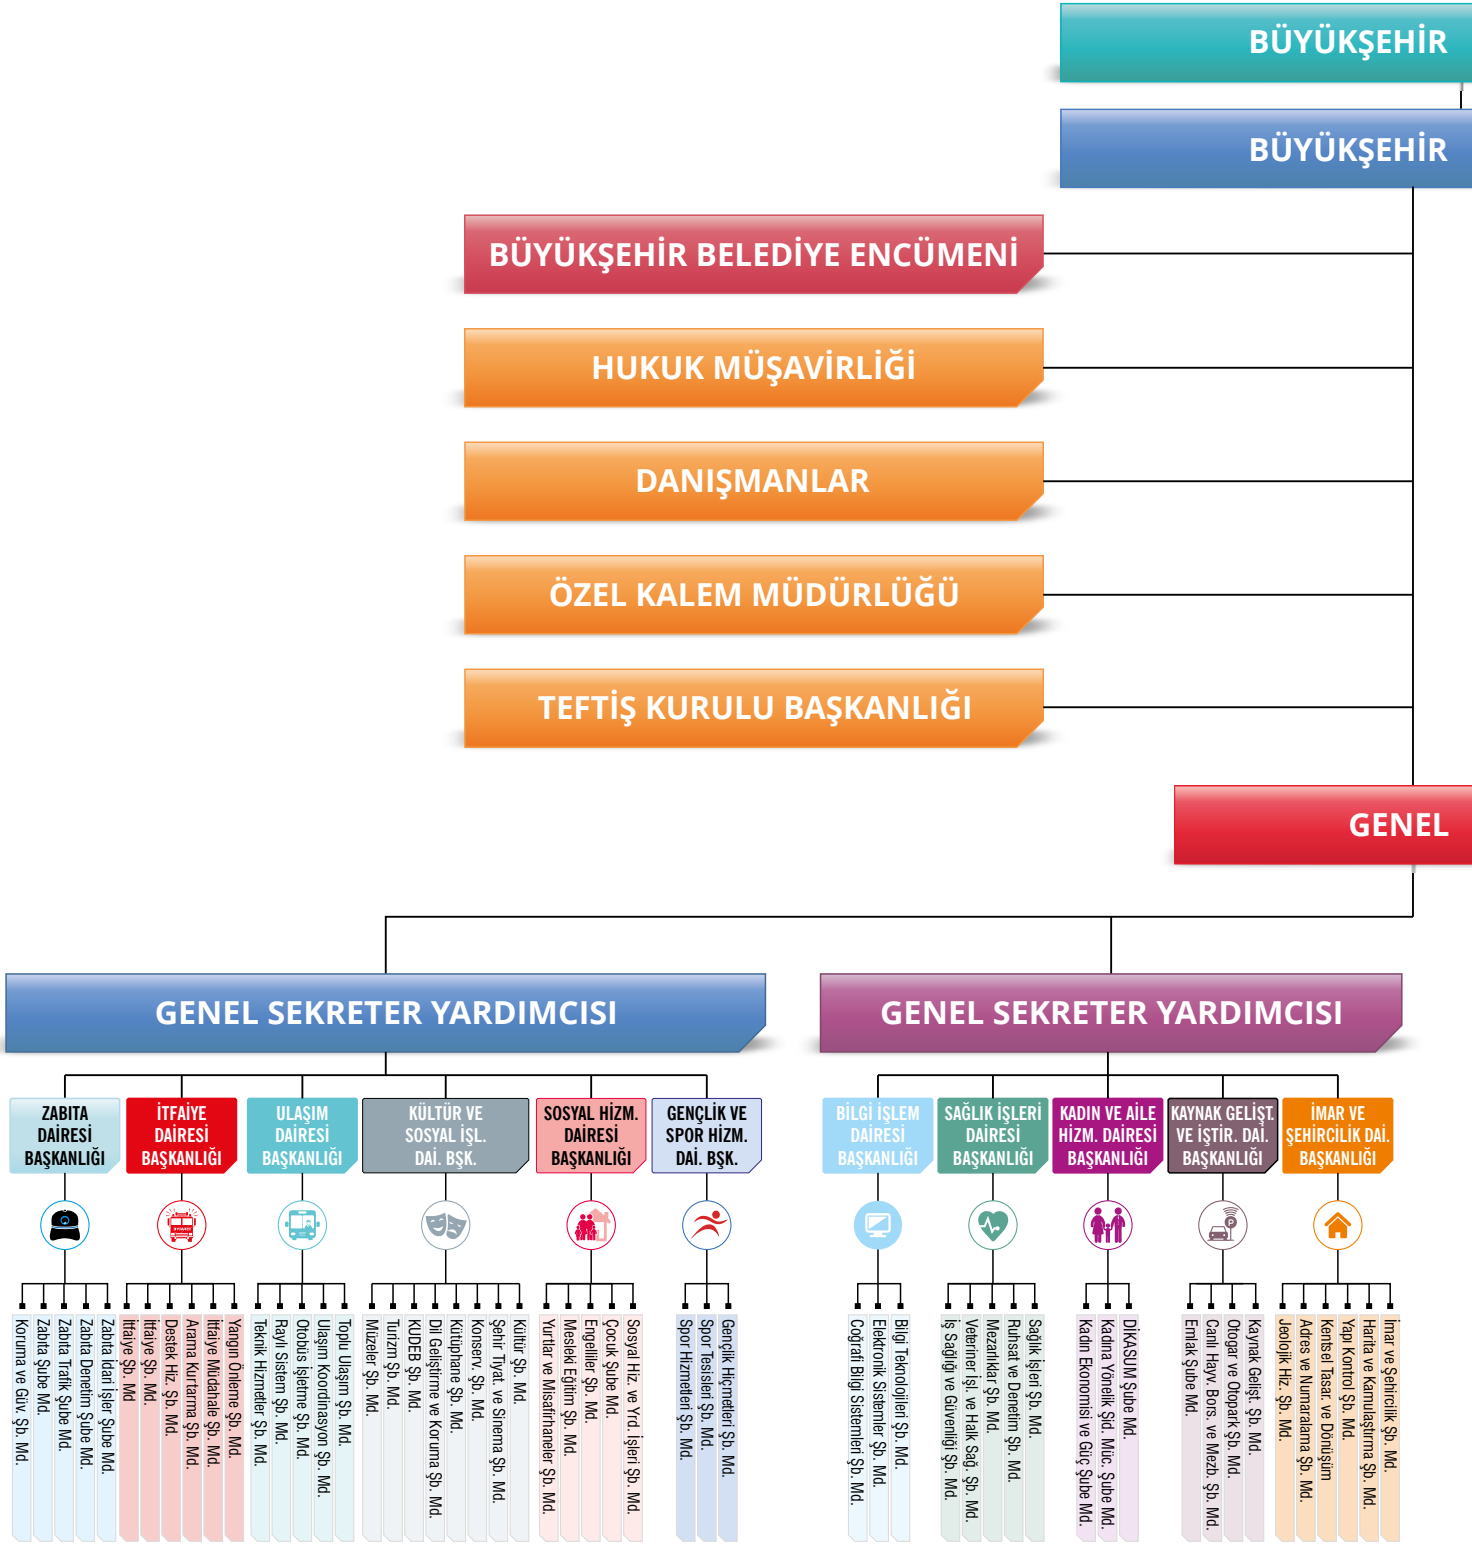 BÜYÜKŞEHİR
BÜYÜKŞEHİR
BÜYÜKŞEHİR BELEDİYE ENCÜMENİ
HUKUK MÜŞAVİRLİĞİ
DANIŞMANLAR
ÖZEL KALEM MÜDÜRLÜĞÜ
TEFTİŞ KURULU BAŞKANLIĞI
GENEL
GENEL SEKRETER YARDIMCISI
GENEL SEKRETER YARDIMCISI
ZABITA
DAİRESİ
BAŞKANLIĞI
İTFAİYE
DAİRESİ
BAŞKANLIĞI
ULAŞIM
DAİRESİ
BAŞKANLIĞI
KÜLTÜR VE
SOSYAL İŞL.
DAİ. BŞK.
SOSYAL HİZM.
DAİRESİ
BAŞKANLIĞI
GENÇLİK VE
SPOR HİZM.
DAİ. BŞK.
BİLGİ İŞLEM
DAİRESİ
BAŞKANLIĞI
SAĞLIK İŞLERİ
DAİRESİ
BAŞKANLIĞI
KADIN VE AİLE
HİZM. DAİRESİ
BAŞKANLIĞI
KAYNAK GELİŞT.
VE İŞTİR. DAİ.
BAŞKANLIĞI
İMAR VE
ŞEHİRCİLİK DAİ.
BAŞKANLIĞI
Koruma ve Güv. Şb. Md.
Zabıta Şube Md.
Zabıta Trafik Şube Md.
Zabıta Denetim Şube Md.
Zabıta İdari İşler Şube Md.
İtfaiye Şb. Md
İtfaiye Şb. Md.
Destek Hiz. Şb. Md.
Arama Kurtarma Şb. Md.
İtfaiye Müdahale Şb. Md.
Yangın Önleme Şb. Md.
Teknik Hizmetler Şb. Md.
Raylı Sistem Şb. Md.
Otobüs İşletme Şb. Md.
Ulaşım Koordinasyon Şb. Md.
Toplu Ulaşım Şb. Md.
Müzeler Şb. Md.
Turizm Şb. Md.
KUDEB Şb. Md.
Dil Geliştirme ve Koruma Şb. Md.
Kütüphane Şb. Md.
Konserv. Şb. Md.
Şehir Tiyat. ve Sinema Şb. Md.
Kültür Şb. Md.
Yurtlar ve Misafirhaneler Şb. Md.
Mesleki Eğitim Şb. Md.
Engelliler Şb. Md.
Çocuk Şube Md.
Sosyal Hiz. ve Yrd. İşleri Şb. Md.
Spor Hizmetleri Şb. Md.
Spor Tesisleri Şb. Md.
Gençlik Hiçmetleri Şb. Md.
Coğrafi Bilgi Sistemleri Şb. Md.
Elektronik Sistemler Şb. Md.
Bilgi Teknolojileri Şb. Md.
İş Sağlığı ve Güvenliği Şb. Md.
Veteriner İşl. ve Halk Sağ. Şb. Md.
Mezarlıklar Şb. Md.
Ruhsat ve Denetim Şb. Md.
Sağlık İşleri Şb. Md.
Kadın Ekonomisi ve Güç Şube Md.
Kadına Yönelik Şid. Müc. Şube Md.
DİKASUM Şube Md.
Emlak Şube Md.
Canlı Hayv. Bors. ve Mezb. Şb. Md.
Otogar ve Otopark Şb. Md.
Kaynak Gelişt. Şb. Md.
Jeolojik Hiz. Şb. Md.
Adres ve Numaralama Şb. Md.
Kentsel Tasar. ve Dönüşüm
Yapı Kontrol Şb. Md.
Harita ve Kamulaştırma Şb. Md.
İmar ve Şehircilik Şb. Md.